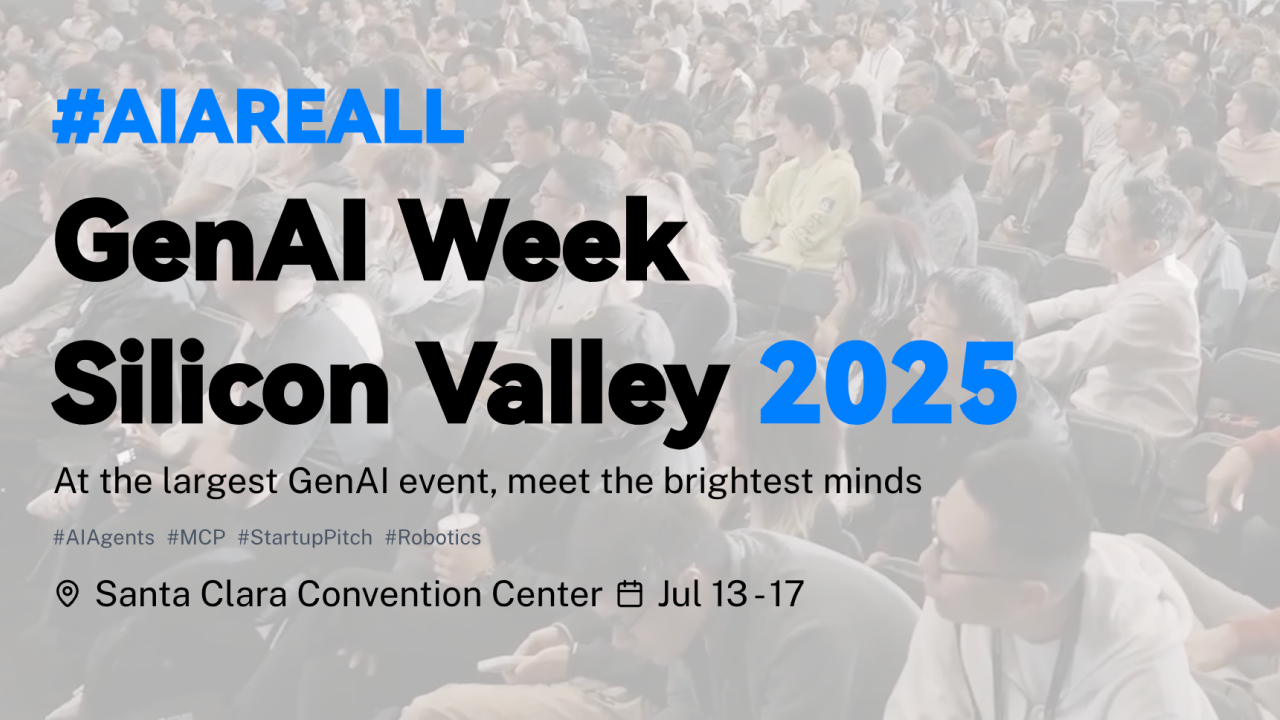 #AIAREALL
GenAI Week
Silicon Valley 2025
At the largest GenAI event, meet the brightest minds
#AIAgents #MCP #StartupPitch #Robotics
Santa Clara Convention Center Jul 13 - 17